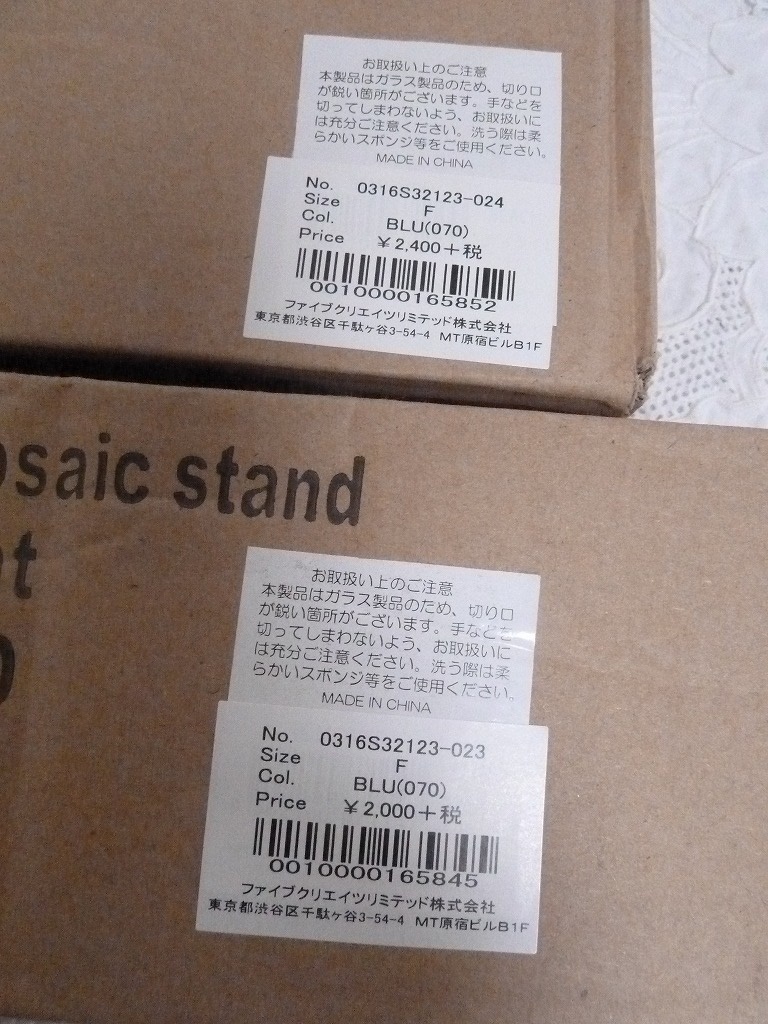 お取扱い上のご注意
本製品はガラス製品のため、切り口
が鋭い箇所がございます。手などを
切ってしまわないよう、お取扱いに
は充分ご注意ください。洗う際は柔
らかいスポンジ等をご使用ください。
MADE IN CHINA
No. 0316S32123-024
Size F
Col. BLU(070)
Price ¥2,400+税
0010000165852
ファイブクリエイツリミテッド株式会社
東京都渋谷区千駄ヶ谷3-54-4 MT原宿ビルB1F
osaic stand
お取扱い上のご注意
本製品はガラス製品のため、切り口
が鋭い箇所がございます。手などを
切ってしまわないよう、お取扱いに
は充分ご注意ください。洗う際は柔
らかいスポンジ等をご使用ください。
MADE IN CHINA
No. 0316S32123-023
Size F
Col. BLU(070)
Price ¥2,000+税
0010000165845
ファイブクリエイツリミテッド株式会社
東京都渋谷区千駄ヶ谷3-54-4 MT原宿ビルB1F